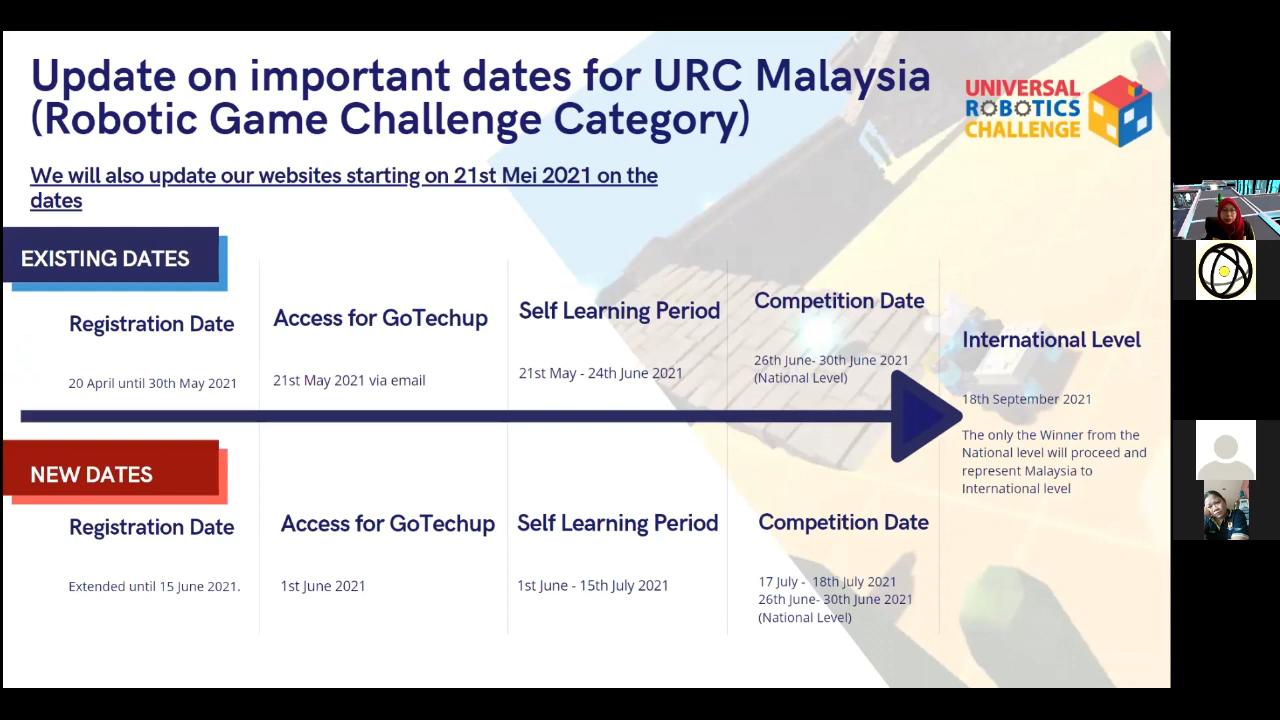 Update on important dates for URC Malaysia
(Robotic Game Challenge Category)
UNIVERSAL
ROBOTICS
CHALLENGE
We will also update our websites starting on 21st Mei 2021 on the
dates
EXISTING DATES
Registration Date
20 April until 30th May 2021
Access for GoTechup
21st May 2021 via email
Self Learning Period
21st May - 24th June 2021
Competition Date
26th June- 30th June 2021
(National Level)
International Level
18th September 2021
The only the Winner from the
National level will proceed and
represent Malaysia to
International level
NEW DATES
Registration Date
Extended until 15 June 2021.
Access for GoTechup
1st June 2021
Self Learning Period
1st June - 15th July 2021
Competition Date
17 July - 18th July 2021
26th June- 30th June 2021
(National Level)